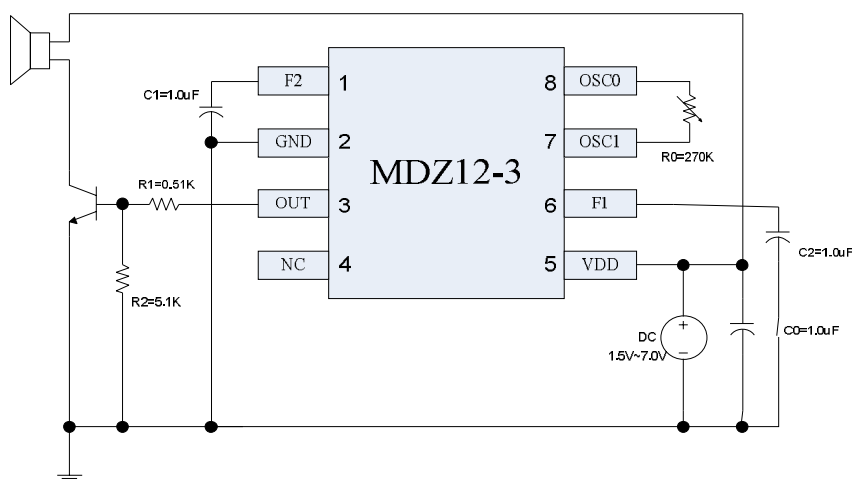 C1=1.0uF
F2
1
8
OSC0
GND
2
7
OSC1
R0=270K
MDZ12-3
R1=0.51K
OUT
3
6
F1
C2=1.0uF
R2=5.1K
NC
4
5
VDD
DC
1.5V~7.0V
+
−
C0=1.0uF